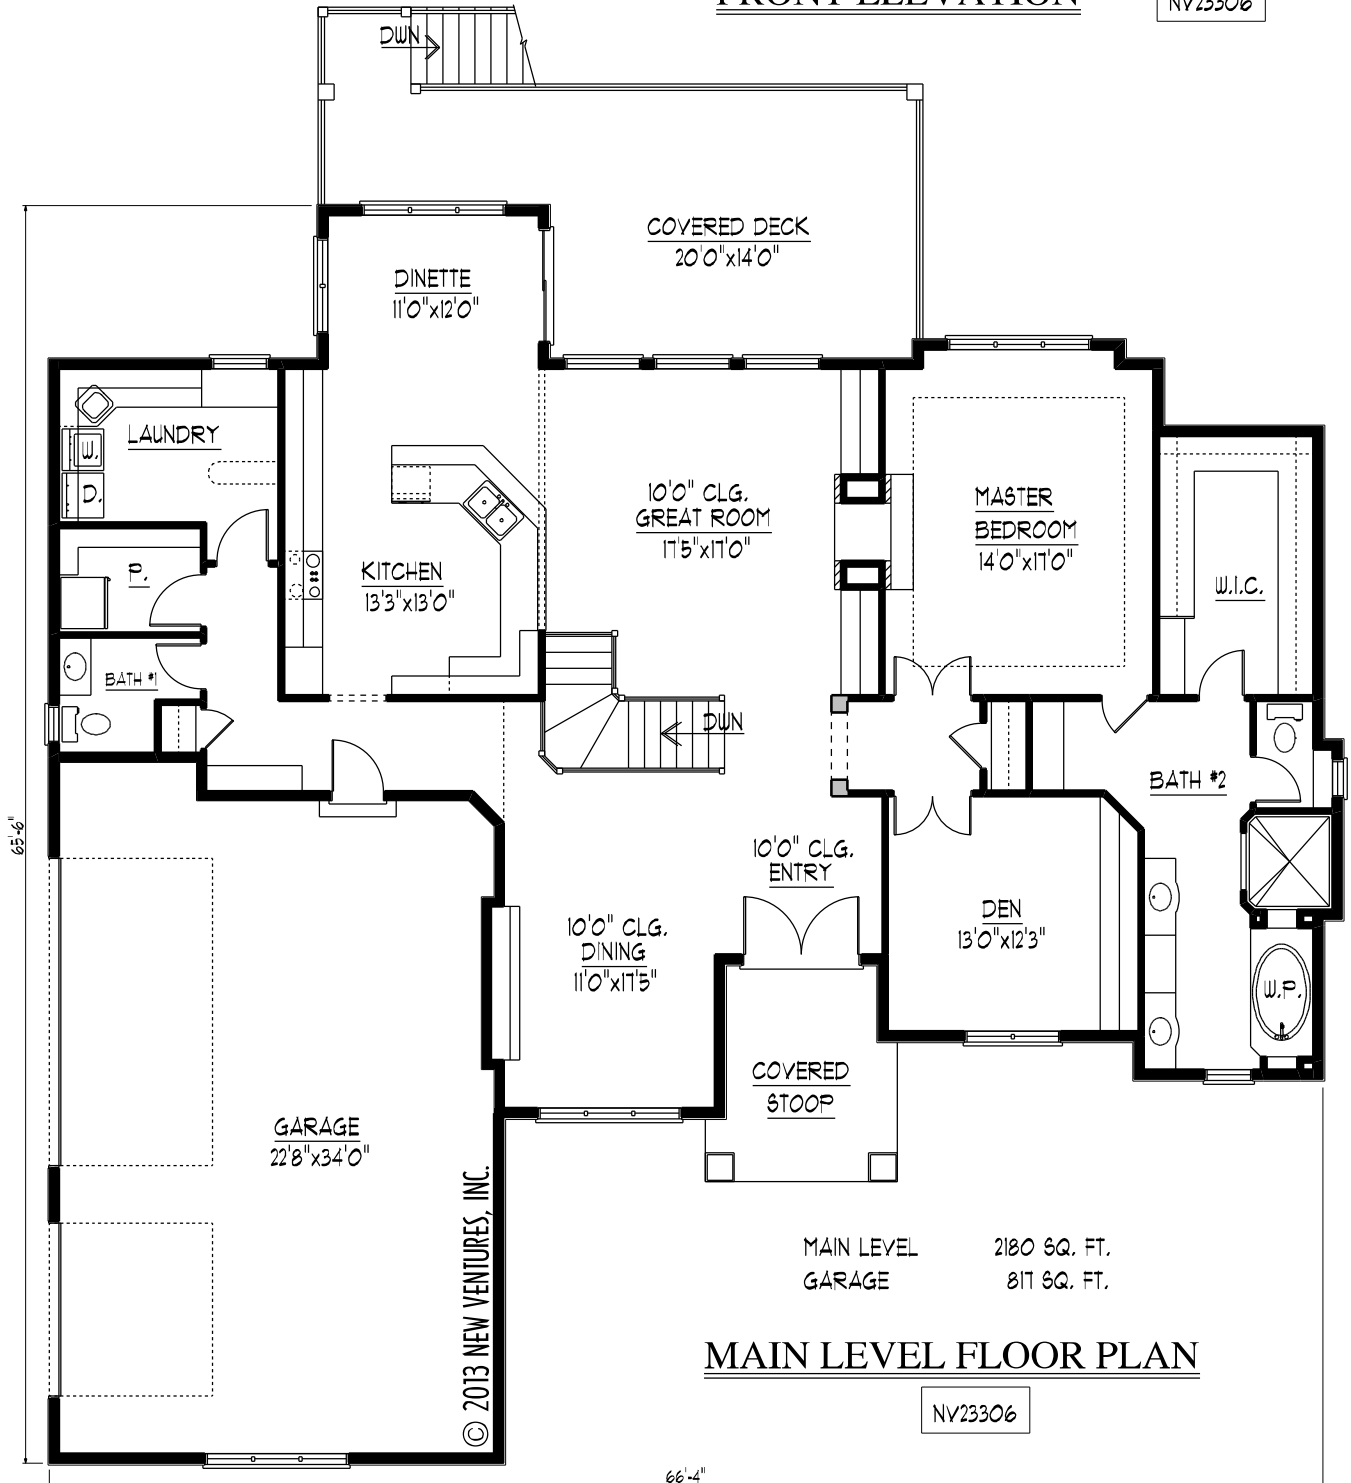 FRONT ELEVATION
NV23306
DWN
COVERED DECK
20'0"x14'0"
DINETTE
11'0"x12'0"
LAUNDRY
W.
D.
10'0" CLG.
GREAT ROOM
17'5"x17'0"
MASTER
BEDROOM
14'0"x17'0"
P.
KITCHEN
13'3"x13'0"
W.I.C.
BATH #1
DWN
BATH #2
10'0" CLG.
ENTRY
DEN
13'0"x12'3"
10'0" CLG.
DINING
11'0"x17'5"
W.P.
65'-6"
COVERED
STOOP
GARAGE
22'8"x34'0"
© 2013 NEW VENTURES, INC.
MAIN LEVEL 2180 SQ. FT.
GARAGE 817 SQ. FT.
MAIN LEVEL FLOOR PLAN
NV23306
66'-4"